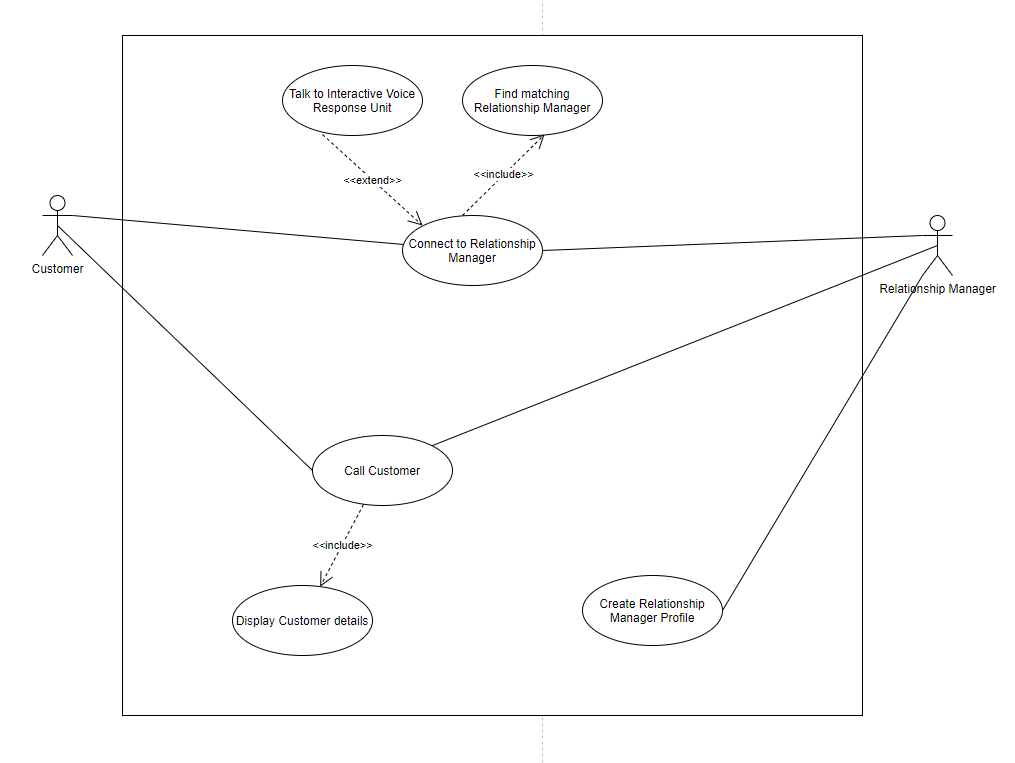 Talk to Interactive Voice
Response Unit
Find matching
Relationship Manager
<<extend>>
<<include>>
Customer
Connect to Relationship
Manager
Relationship Manager
Call Customer
<<include>>
Display Customer details
Create Relationship
Manager Profile